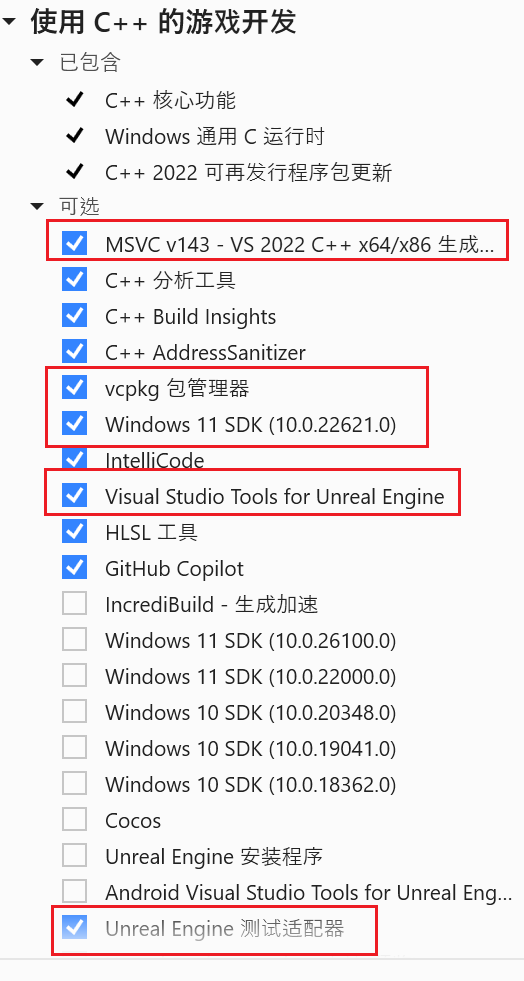 使用 C++ 的游戏开发
已包含
C++ 核心功能
Windows 通用 C 运行时
C++ 2022 可再发行程序包更新
可选
MSVC v143 - VS 2022 C++ x64/x86 生成...
C++ 分析工具
C++ Build Insights
C++ AddressSanitizer
vcpkg 包管理器
Windows 11 SDK (10.0.22621.0)
IntelliCode
Visual Studio Tools for Unreal Engine
HLSL 工具
GitHub Copilot
IncrediBuild - 生成加速
Windows 11 SDK (10.0.26100.0)
Windows 11 SDK (10.0.22000.0)
Windows 10 SDK (10.0.20348.0)
Windows 10 SDK (10.0.19041.0)
Windows 10 SDK (10.0.18362.0)
Cocos
Unreal Engine 安装程序
Android Visual Studio Tools for Unreal Eng...
Unreal Engine 测试适配器